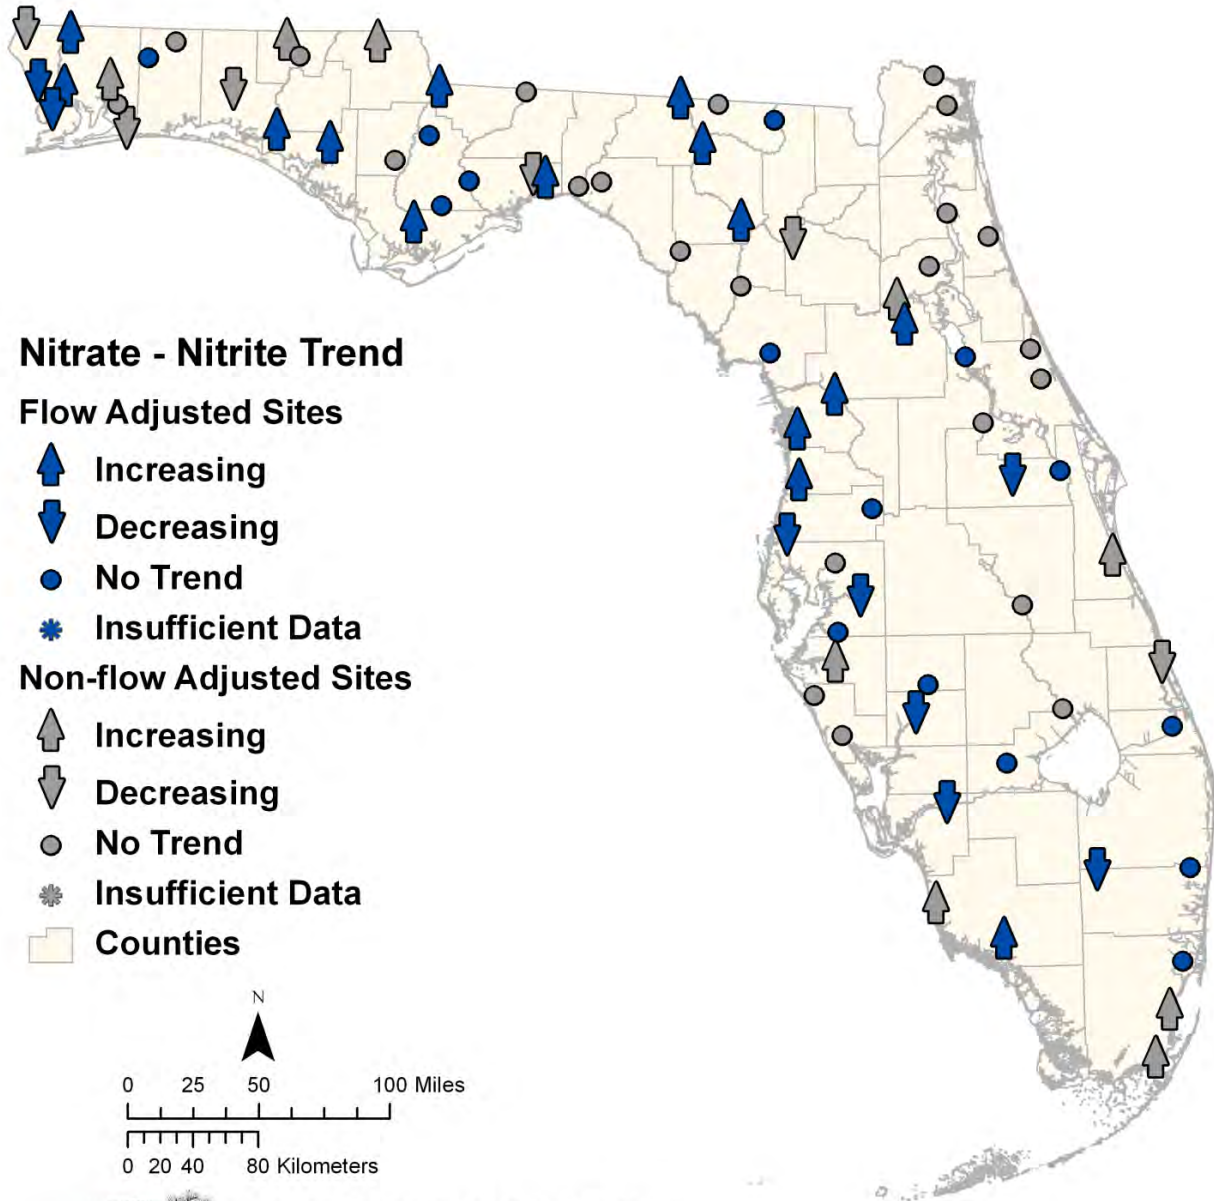 Nitrate - Nitrite Trend
Flow Adjusted Sites
Increasing
Decreasing
No Trend
Insufficient Data
Non-flow Adjusted Sites
Increasing
Decreasing
No Trend
Insufficient Data
Counties
N
0 25 50 100 Miles
0 20 40 80 Kilometers